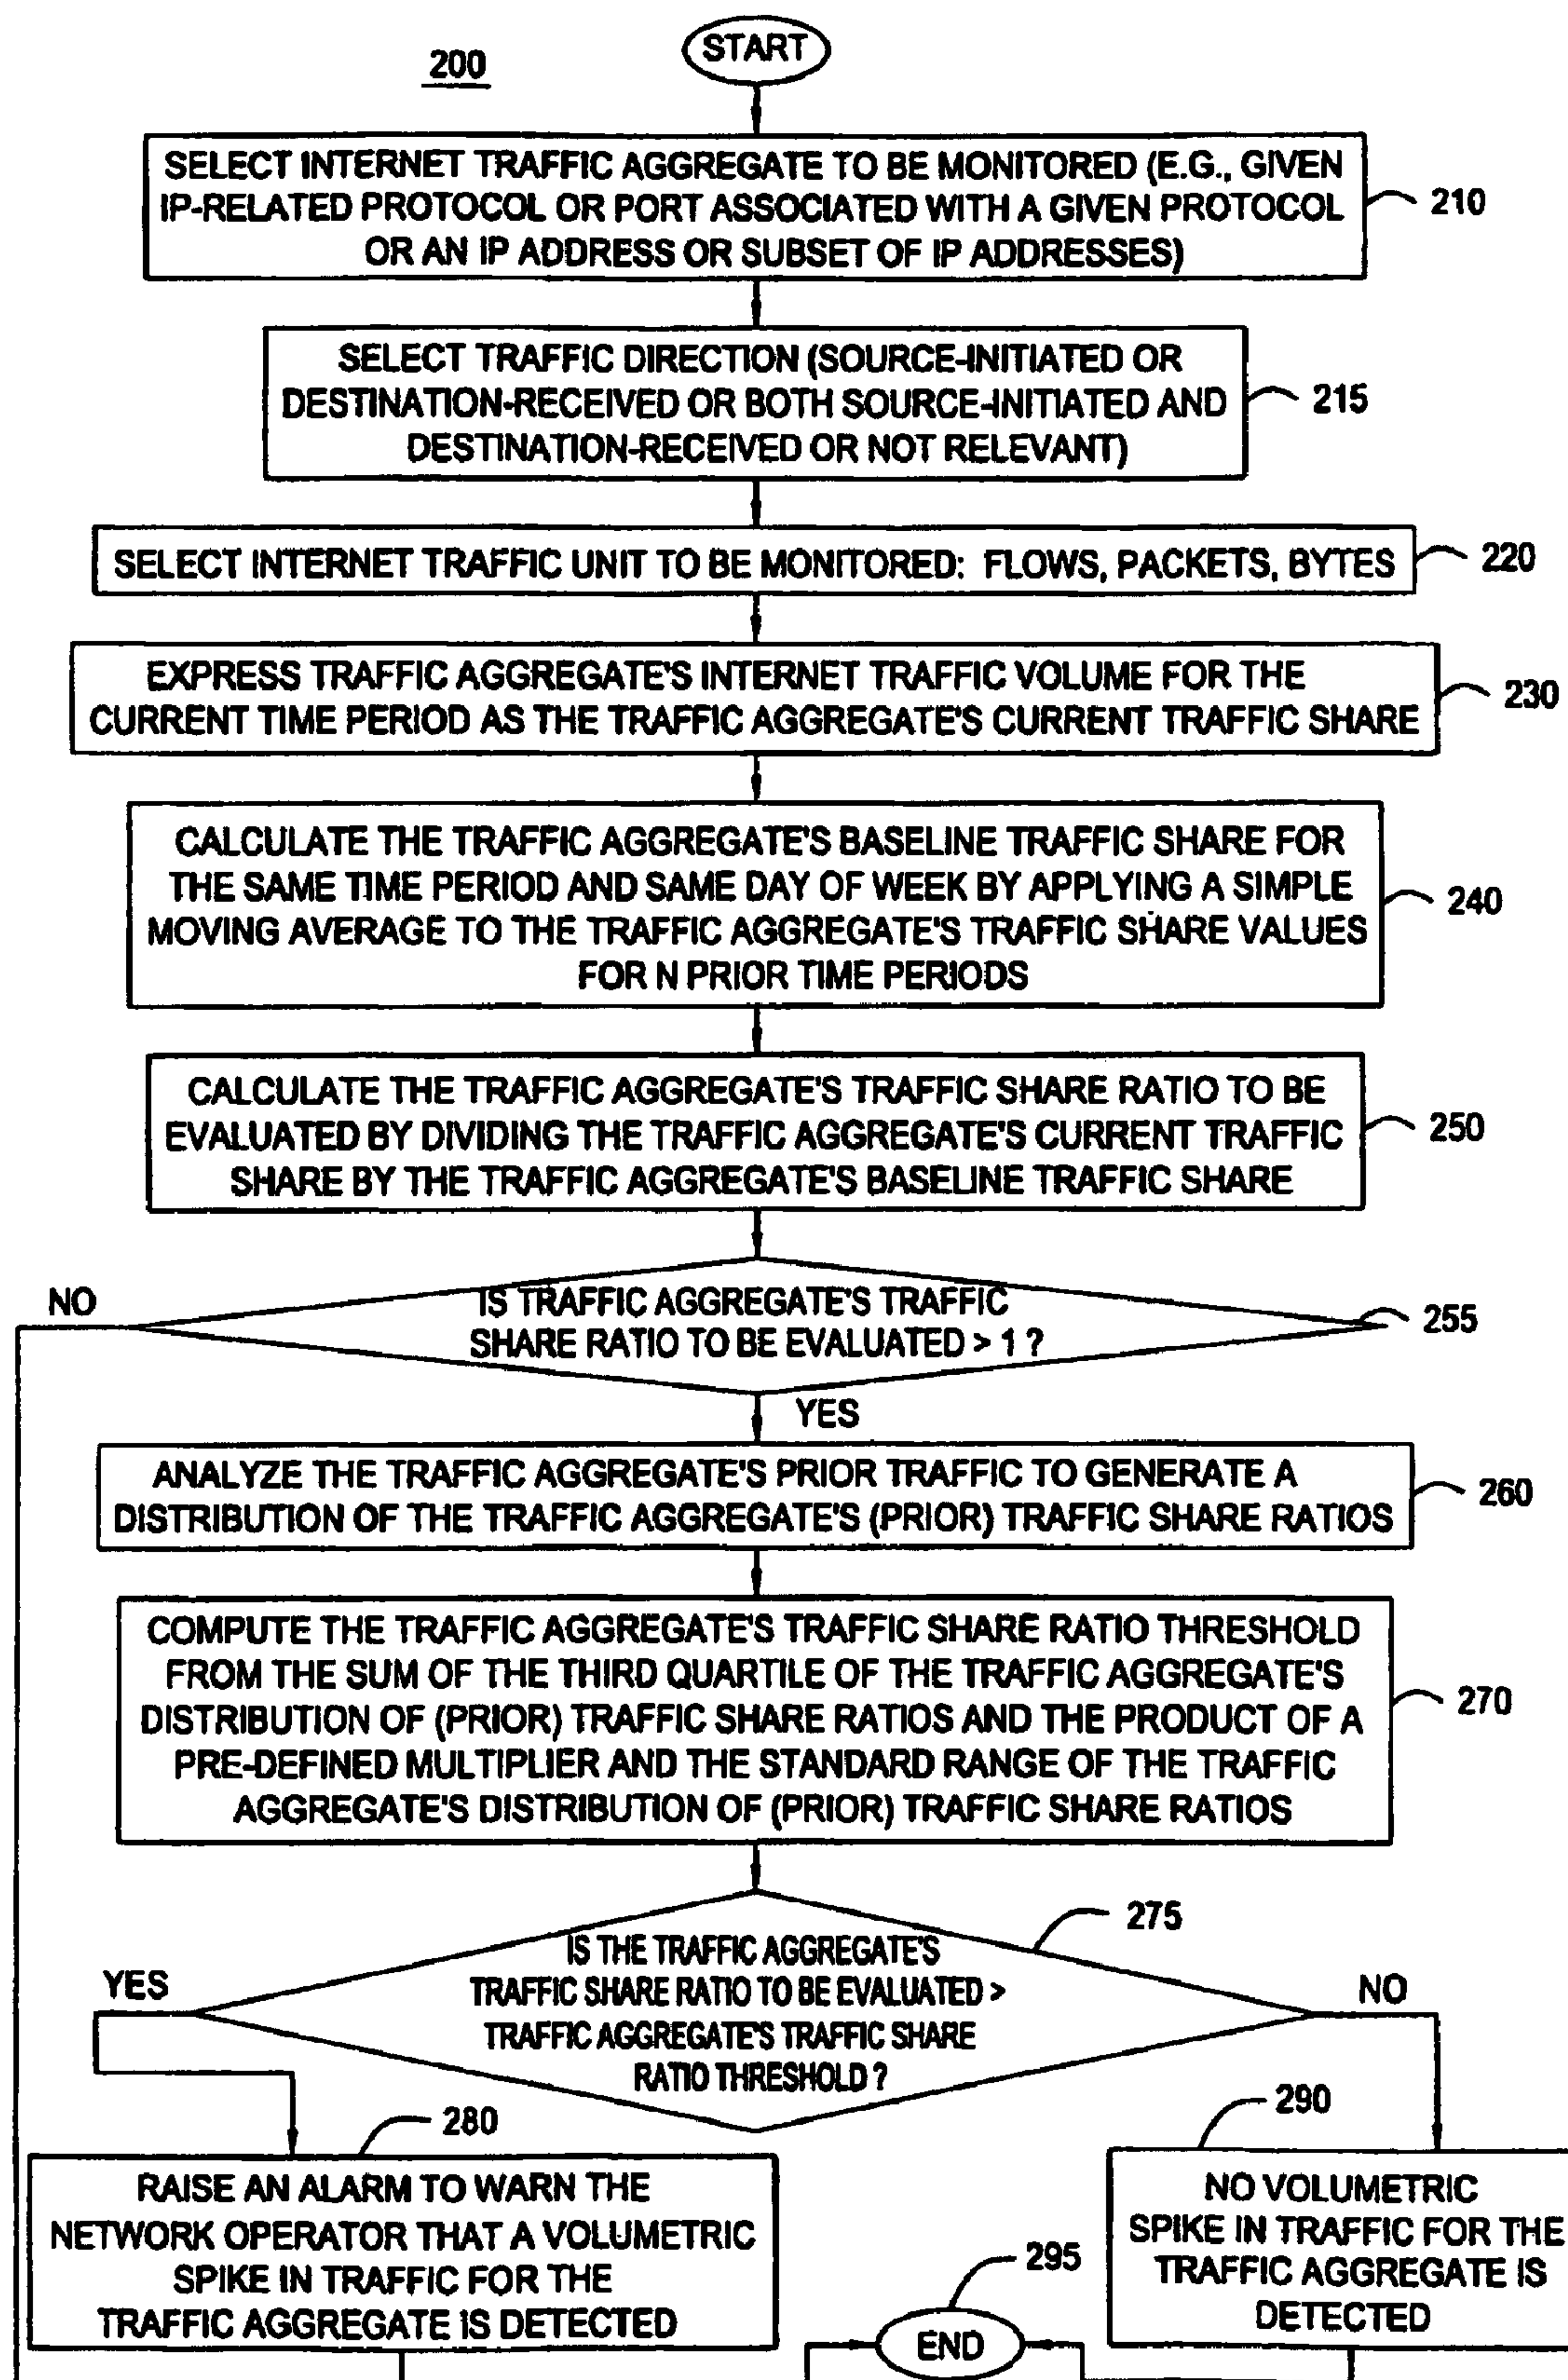 START
200
SELECT INTERNET TRAFFIC AGGREGATE TO BE MONITORED (E.G., GIVEN
IP-RELATED PROTOCOL OR PORT ASSOCIATED WITH A GIVEN PROTOCOL
OR AN IP ADDRESS OR SUBSET OF IP ADDRESSES)
210
SELECT TRAFFIC DIRECTION (SOURCE-INITIATED OR
DESTINATION-RECEIVED OR BOTH SOURCE-INITIATED AND
DESTINATION-RECEIVED OR NOT RELEVANT)
215
SELECT INTERNET TRAFFIC UNIT TO BE MONITORED: FLOWS, PACKETS, BYTES
220
EXPRESS TRAFFIC AGGREGATE'S INTERNET TRAFFIC VOLUME FOR THE
CURRENT TIME PERIOD AS THE TRAFFIC AGGREGATE'S CURRENT TRAFFIC SHARE
230
CALCULATE THE TRAFFIC AGGREGATE'S BASELINE TRAFFIC SHARE FOR
THE SAME TIME PERIOD AND SAME DAY OF WEEK BY APPLYING A SIMPLE
MOVING AVERAGE TO THE TRAFFIC AGGREGATE'S TRAFFIC SHARE VALUES
FOR N PRIOR TIME PERIODS
240
CALCULATE THE TRAFFIC AGGREGATE'S TRAFFIC SHARE RATIO TO BE
EVALUATED BY DIVIDING THE TRAFFIC AGGREGATE'S CURRENT TRAFFIC
SHARE BY THE TRAFFIC AGGREGATE'S BASELINE TRAFFIC SHARE
250
NO
IS TRAFFIC AGGREGATE'S TRAFFIC
SHARE RATIO TO BE EVALUATED > 1 ?
255
YES
ANALYZE THE TRAFFIC AGGREGATE'S PRIOR TRAFFIC TO GENERATE A
DISTRIBUTION OF THE TRAFFIC AGGREGATE'S (PRIOR) TRAFFIC SHARE RATIOS
260
COMPUTE THE TRAFFIC AGGREGATE'S TRAFFIC SHARE RATIO THRESHOLD
FROM THE SUM OF THE THIRD QUARTILE OF THE TRAFFIC AGGREGATE'S
DISTRIBUTION OF (PRIOR) TRAFFIC SHARE RATIOS AND THE PRODUCT OF A
PRE-DEFINED MULTIPLIER AND THE STANDARD RANGE OF THE TRAFFIC
AGGREGATE'S DISTRIBUTION OF (PRIOR) TRAFFIC SHARE RATIOS
270
275
YES
IS THE TRAFFIC AGGREGATE'S
TRAFFIC SHARE RATIO TO BE EVALUATED >
TRAFFIC AGGREGATE'S TRAFFIC SHARE
RATIO THRESHOLD ?
NO
280
RAISE AN ALARM TO WARN THE
NETWORK OPERATOR THAT A VOLUMETRIC
SPIKE IN TRAFFIC FOR THE
TRAFFIC AGGREGATE IS DETECTED
290
NO VOLUMETRIC
SPIKE IN TRAFFIC FOR THE
TRAFFIC AGGREGATE IS
DETECTED
295
END